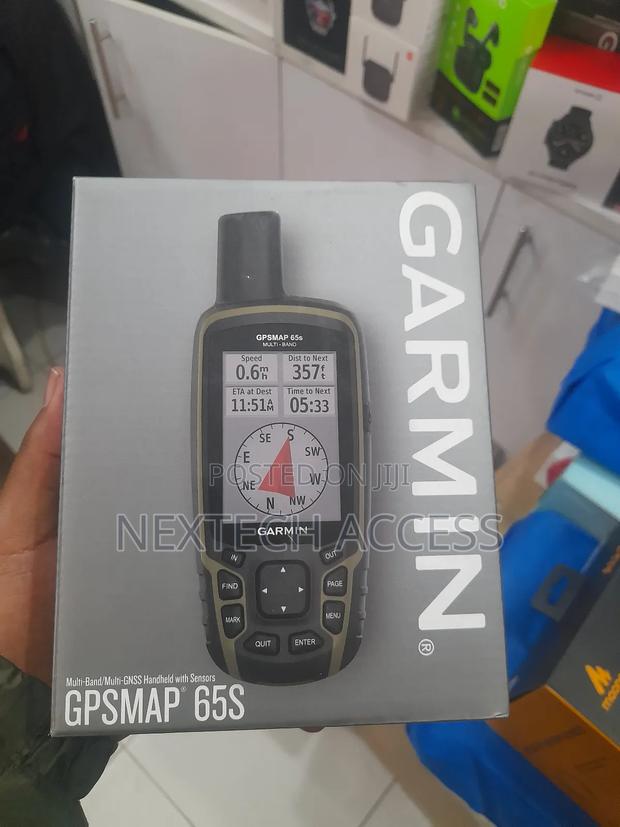 GARMIN®
GPSMAP 65s
MULTI-BAND
Speed
0.6mh
Dist to Next
357ft
ETA at Dest
11:51AM
Time to Next
05:33
S
SE
SW
E
W
NE
NW
N
GARMIN
IN
OUT
FIND
PAGE
MARK
MENU
QUIT
ENTER
Multi-Band/Multi-GNSS Handheld with Sensors
GPSMAP® 65S
POSTED ON JIJI
NEXTECH ACCESS